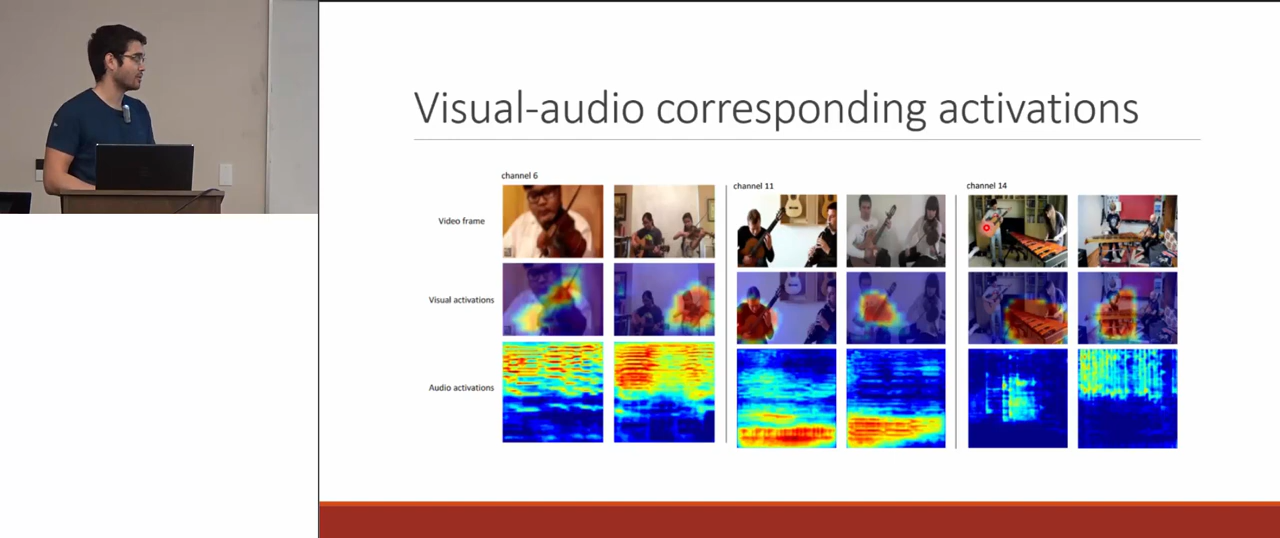 Visual-audio corresponding activations
channel 6
channel 11
channel 14
Video frame
Visual activations
Audio activations